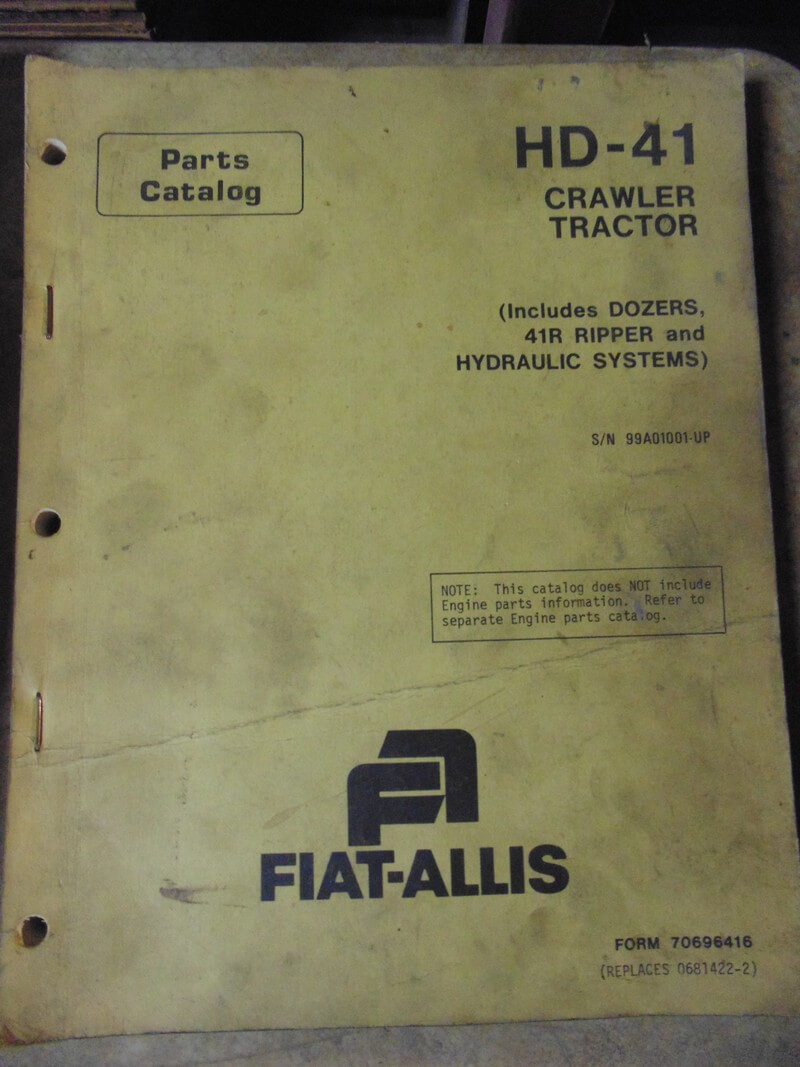 Parts
Catalog
HD-41
CRAWLER
TRACTOR
(Includes DOZERS,
41R RIPPER and
HYDRAULIC SYSTEMS)
S/N 99A01001-UP
NOTE: This catalog does NOT include
Engine parts information. Refer to
separate Engine parts catalog.
FIAT-ALLIS
FORM 70696416
(REPLACES 0681422-2)